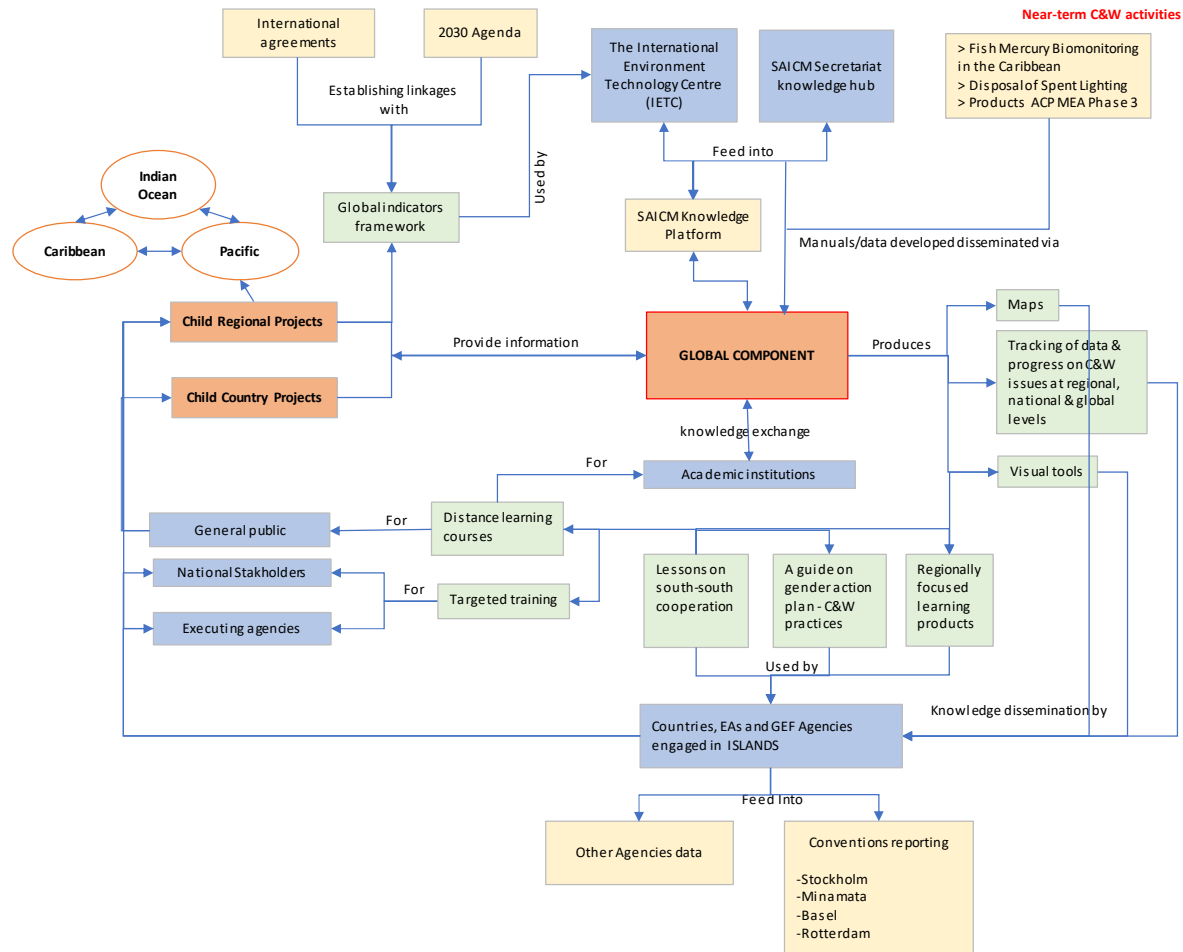 Near-term C&W activities
International
agreements
2030 Agenda
The International
Environment
Technology Centre
(IETC)
SAICM Secretariat
knowledge hub
> Fish Mercury Biomonitoring
in the Caribbean
> Disposal of Spent Lighting
> Products ACP MEA Phase 3
Establishing linkages
with
Used by
Feed into
Indian
Ocean
Caribbean
Pacific
Global indicators
framework
SAICM Knowledge
Platform
Manuals/data developed disseminated via
Child Regional Projects
Provide information
GLOBAL COMPONENT
Produces
Maps
Tracking of data &
progress on C&W
issues at regional,
national & global
levels
Child Country Projects
knowledge exchange
For
Academic institutions
Visual tools
General public
For
Distance learning
courses
National Stakholders
For
Targeted training
Executing agencies
Lessons on
south-south
cooperation
A guide on
gender action
plan - C&W
practices
Regionally
focused
learning
products
Used by
Countries, EAs and GEF Agencies
engaged in ISLANDS
Knowledge dissemination by
Feed Into
Other Agencies data
Conventions reporting
-Stockholm
-Minamata
-Basel
-Rotterdam